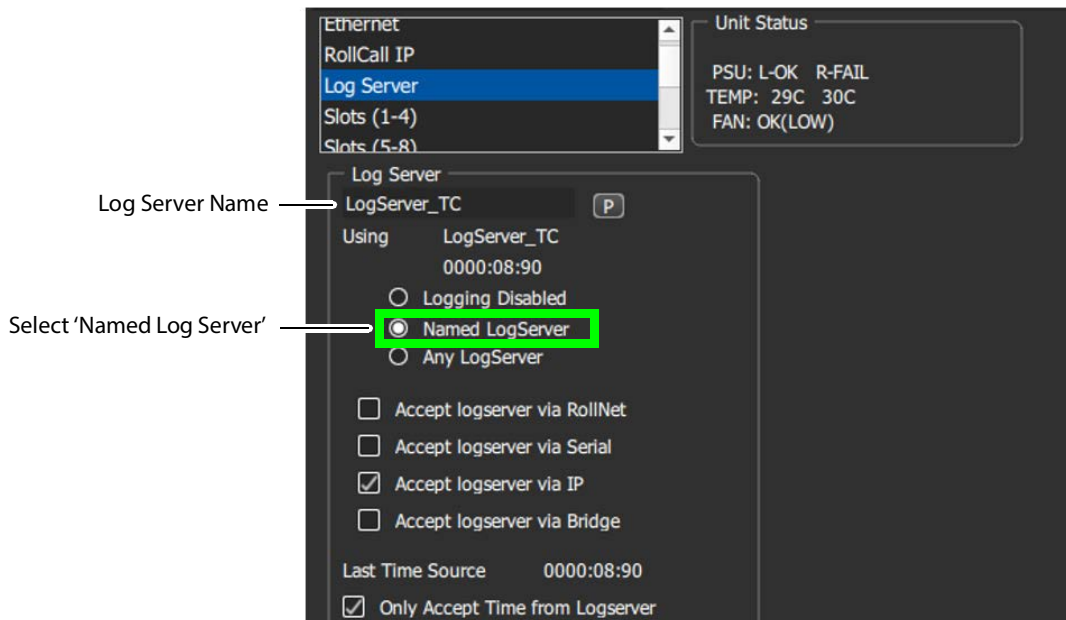 Ethernet
RollCall IP
Log Server
Slots (1-4)
Slots (5-8)
Unit Status
PSU: L-OK R-FAIL
TEMP: 29C 30C
FAN: OK(LOW)
Log Server
Log Server Name
LogServer_TC
P
Using LogServer_TC
0000:08:90
Logging Disabled
Select ‘Named Log Server’
Named LogServer
Any LogServer
Accept logserver via RollNet
Accept logserver via Serial
Accept logserver via IP
Accept logserver via Bridge
Last Time Source 0000:08:90
Only Accept Time from Logserver